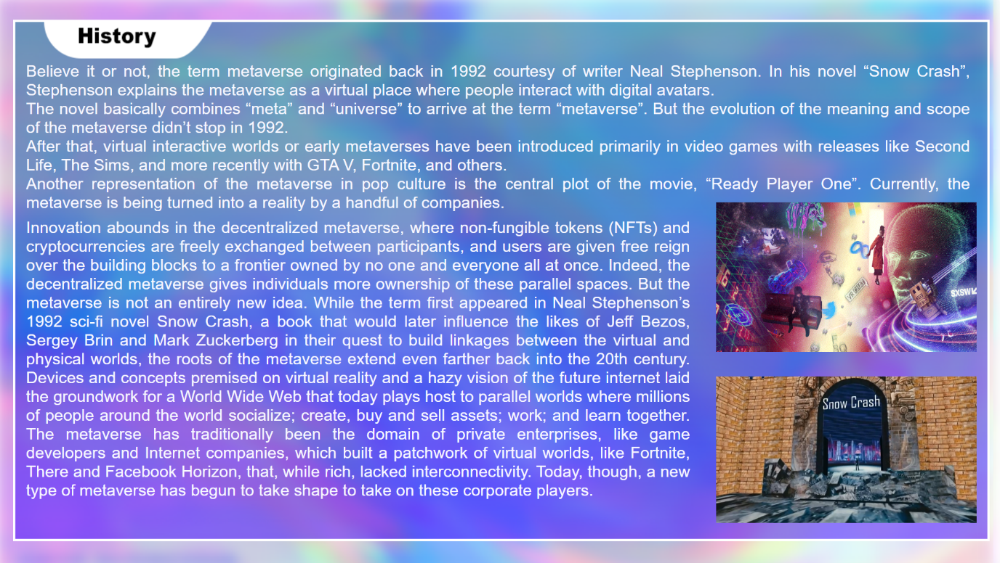 History
Believe it or not, the term metaverse originated back in 1992 courtesy of writer Neal Stephenson. In his novel “Snow Crash”,
Stephenson explains the metaverse as a virtual place where people interact with digital avatars.
The novel basically combines “meta” and “universe” to arrive at the term “metaverse”. But the evolution of the meaning and scope
of the metaverse didn’t stop in 1992.
After that, virtual interactive worlds or early metaverses have been introduced primarily in video games with releases like Second
Life, The Sims, and more recently with GTA V, Fortnite, and others.
Another representation of the metaverse in pop culture is the central plot of the movie, “Ready Player One”. Currently, the
metaverse is being turned into a reality by a handful of companies.
Innovation abounds in the decentralized metaverse, where non-fungible tokens (NFTs) and
cryptocurrencies are freely exchanged between participants, and users are given free reign
over the building blocks to a frontier owned by no one and everyone all at once. Indeed, the
decentralized metaverse gives individuals more ownership of these parallel spaces. But the
metaverse is not an entirely new idea. While the term first appeared in Neal Stephenson’s
1992 sci-fi novel Snow Crash, a book that would later influence the likes of Jeff Bezos,
Sergey Brin and Mark Zuckerberg in their quest to build linkages between the virtual and
physical worlds, the roots of the metaverse extend even farther back into the 20th century.
Devices and concepts premised on virtual reality and a hazy vision of the future internet laid
the groundwork for a World Wide Web that today plays host to parallel worlds where millions
of people around the world socialize; create, buy and sell assets; work; and learn together.
The metaverse has traditionally been the domain of private enterprises, like game
developers and Internet companies, which built a patchwork of virtual worlds, like Fortnite,
There and Facebook Horizon, that, while rich, lacked interconnectivity. Today, though, a new
type of metaverse has begun to take shape to take on these corporate players.
SXSW
Snow Crash